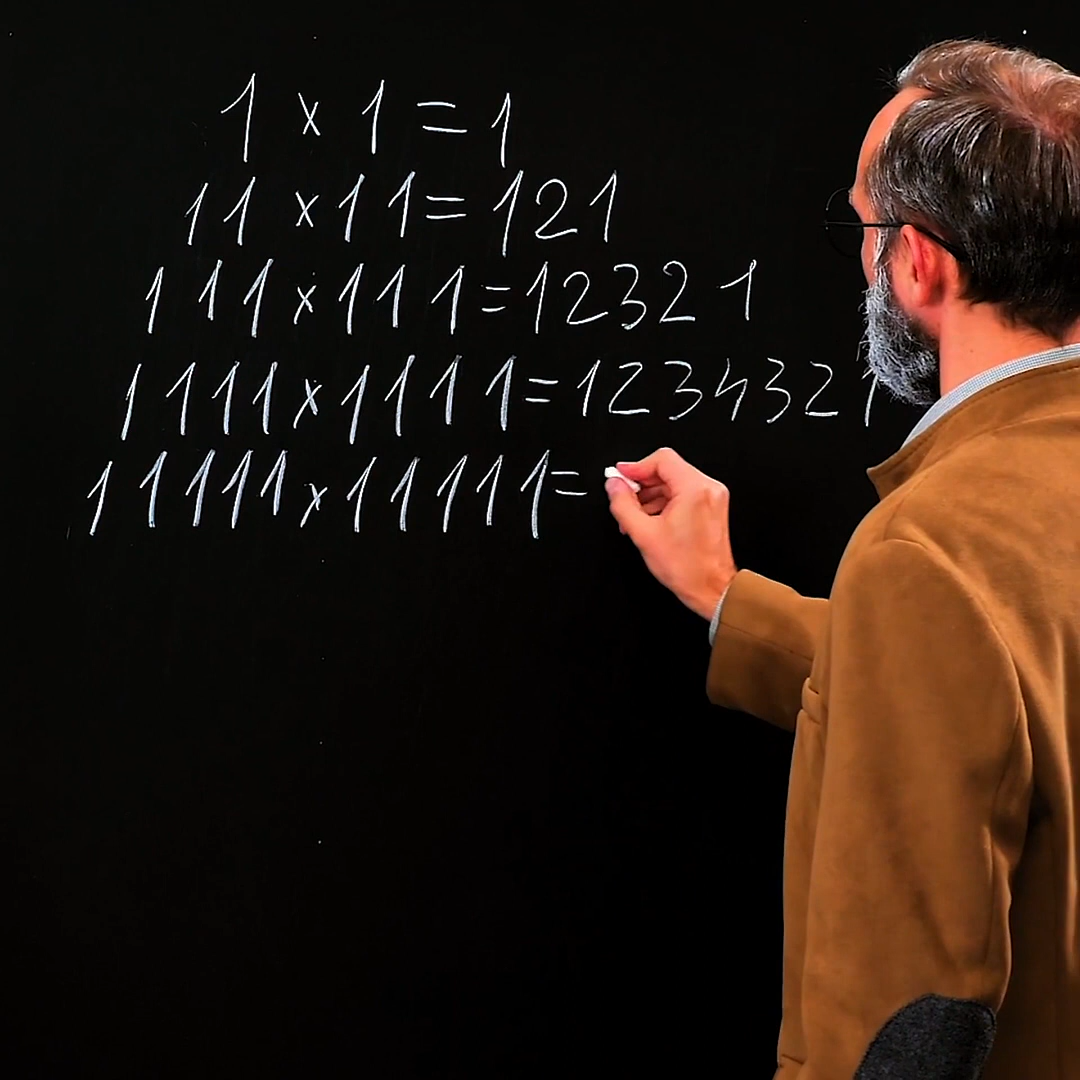 1 x 1 = 1
11 x 11 = 121
111 x 111 = 12321
1111 x 1111 = 1234321
11111 x 11111 =